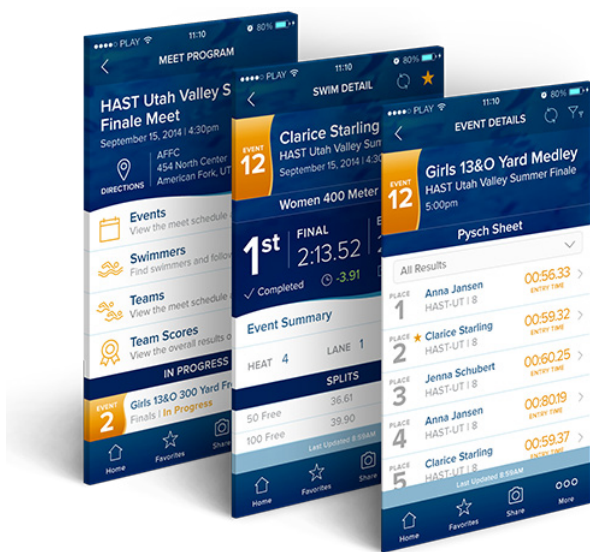 PLAY 11:10 80%
MEET PROGRAM
HAST Utah Valley S
Finale Meet
September 15, 2014 | 4:30pm
DIRECTIONS
AFFC
454 North Center
American Fork, UT
Events
View the meet schedule
Swimmers
Find swimmers and follow
Teams
View the meet schedule
Team Scores
View the overall results o
IN PROGRESS
EVENT
2
Girls 13&O 300 Yard Fr
Finals | In Progress
Home
Favorites
Share
PLAY 11:10 80%
SWIM DETAIL
EVENT
12
Clarice Starling
HAST Utah Valley Sum
September 15, 2014 | 4:30
Women 400 Meter
1st
FINAL
2:13.52
Completed
-3.91
Event Summary
HEAT 4 LANE 1
SPLITS
50 Free 36.61
100 Free 39.90
Last Updated 8:59AM
Home
Favorites
Share
PLAY 11:10 80%
EVENT DETAILS
EVENT
12
Girls 13&O Yard Medley
HAST Utah Valley Summer Finale
5:00pm
Pysch Sheet
All Results
PLACE
1
Anna Jansen
HAST-UT | 8
00:56.33
ENTRY TIME
PLACE
2
Clarice Starling
HAST-UT | 8
00:59.32
ENTRY TIME
PLACE
3
Jenna Schubert
HAST-UT | 8
00:60.25
ENTRY TIME
PLACE
4
Anna Jansen
HAST-UT | 8
00:80.19
ENTRY TIME
PLACE
5
Clarice Starling
HAST-UT | 8
00:59.37
ENTRY TIME
Last Updated 8:59AM
Home
Favorites
Share
More